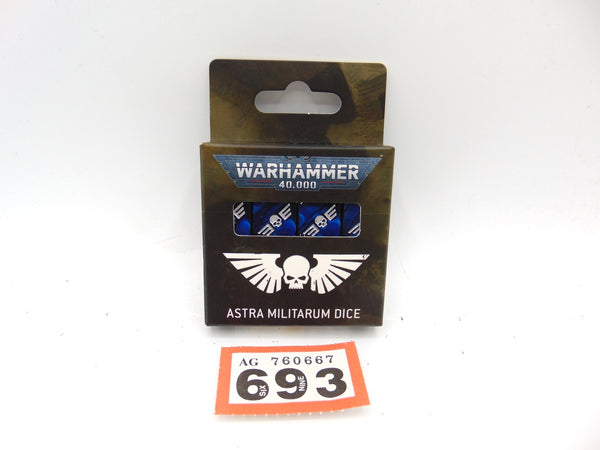 WARHAMMER
40,000
ASTRA MILITARUM DICE
AG 760667
693
SIX
NINE